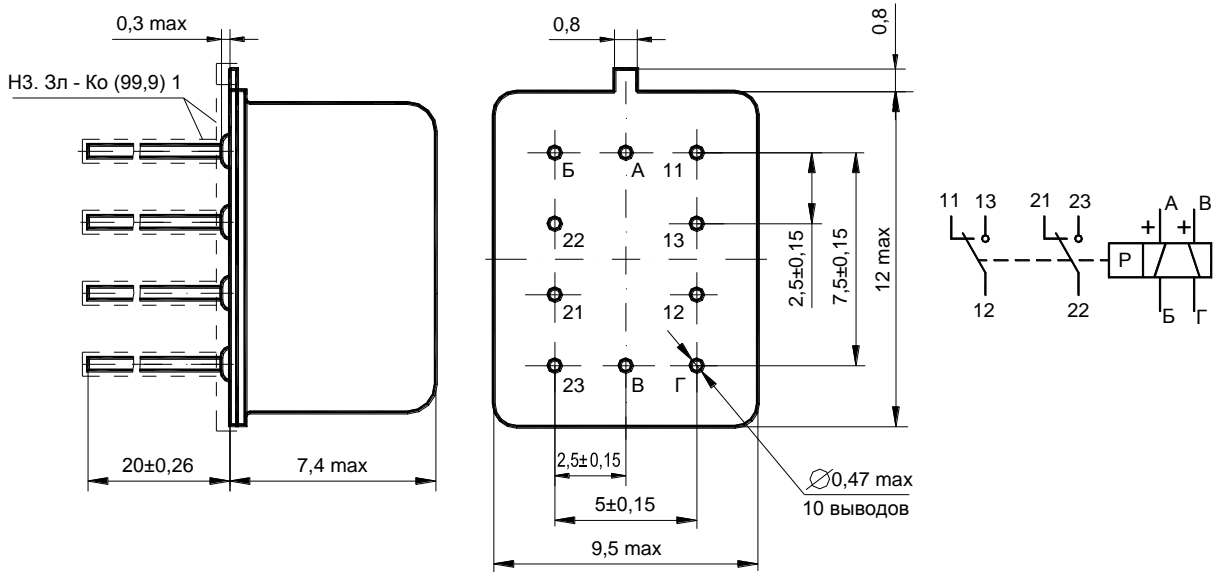 0,3 max
Н3. Зл - Ко (99,9) 1
20±0,26
7,4 max
0,8
0,8
Б
А
11
22
13
21
12
23
В
Г
2,5±0,15
7,5±0,15
12 max
2,5±0,15
5±0,15
9,5 max
∅0,47 max
10 выводов
11
13
21
23
А
В
+
+
Р
12
22
Б
Г